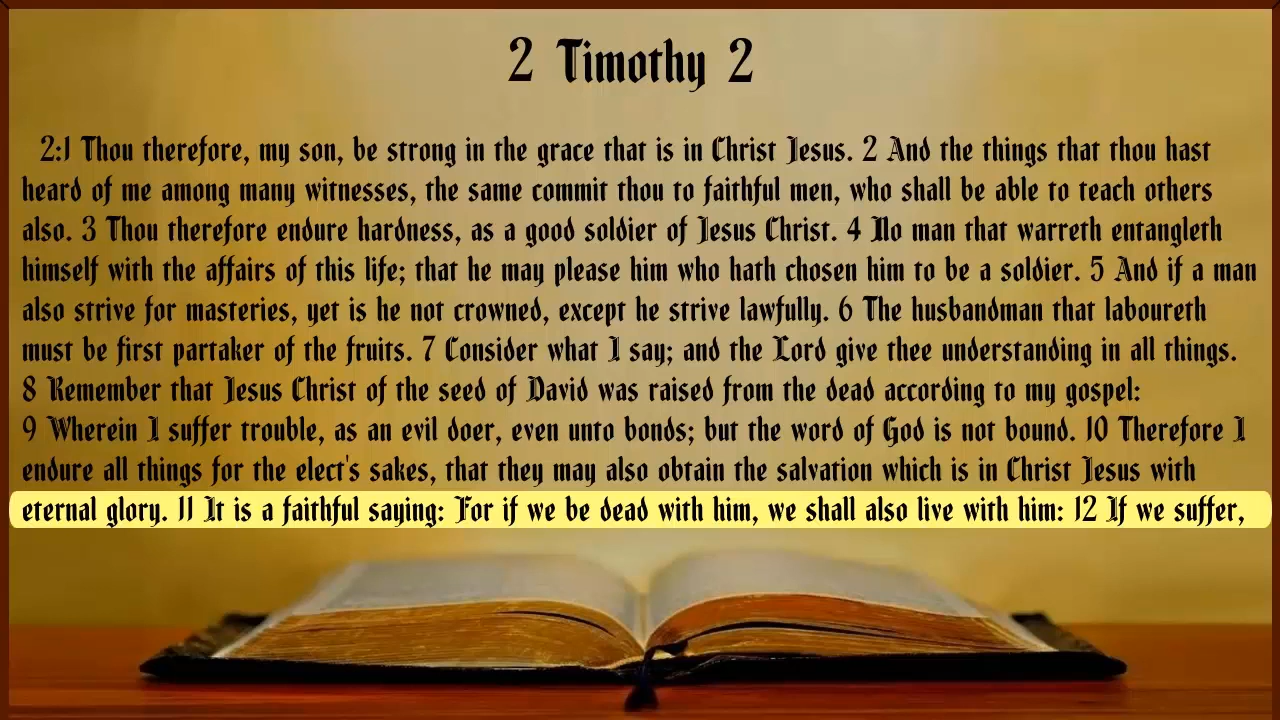 2 Timothy 2
2:1 Thou therefore, my son, be strong in the grace that is in Christ Jesus. 2 And the things that thou hast
heard of me among many witnesses, the same commit thou to faithful men, who shall be able to teach others
also. 3 Thou therefore endure hardness, as a good soldier of Jesus Christ. 4 No man that warreth entangleth
himself with the affairs of this life; that he may please him who hath chosen him to be a soldier. 5 And if a man
also strive for masteries, yet is he not crowned, except he strive lawfully. 6 The husbandman that laboureth
must be first partaker of the fruits. 7 Consider what I say; and the Lord give thee understanding in all things.
8 Remember that Jesus Christ of the seed of David was raised from the dead according to my gospel:
9 Wherein I suffer trouble, as an evil doer, even unto bonds; but the word of God is not bound. 10 Therefore I
endure all things for the elect's sakes, that they may also obtain the salvation which is in Christ Jesus with
eternal glory. 11 It is a faithful saying: For if we be dead with him, we shall also live with him: 12 If we suffer,